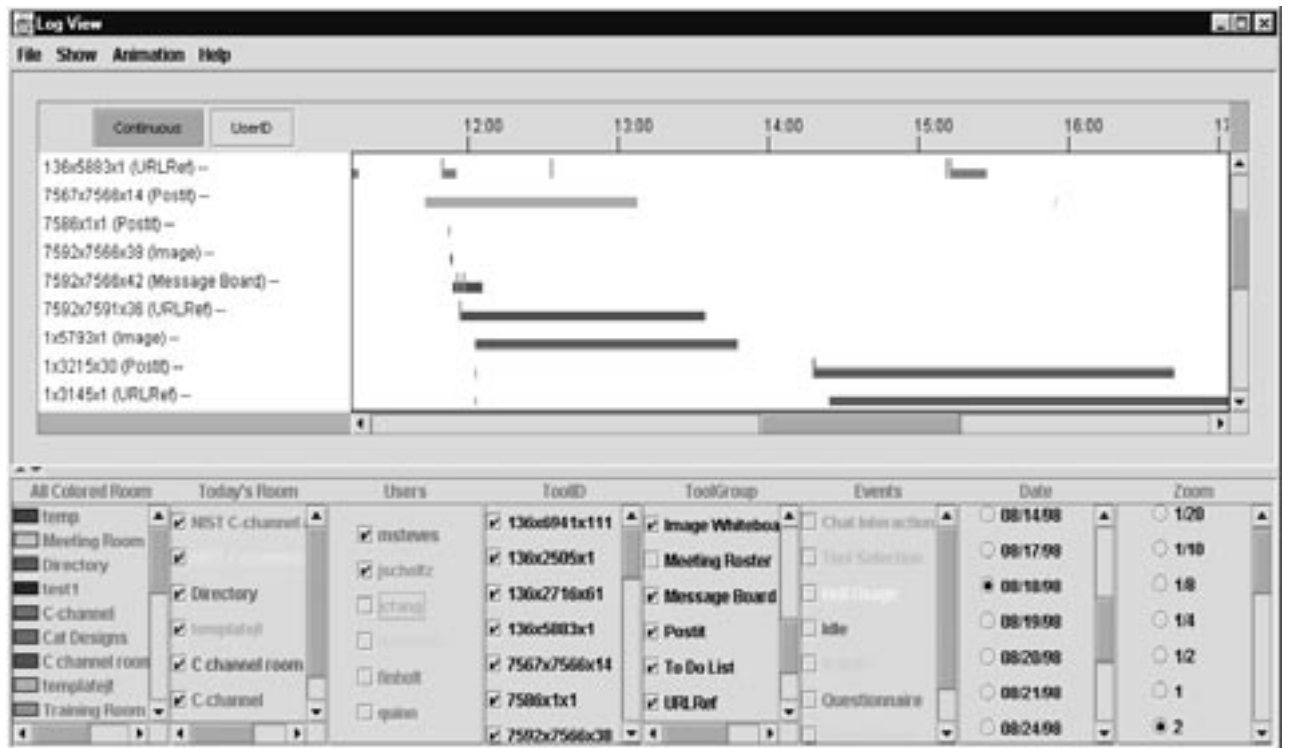 Log View
File Show Animation Help
Continuous UserID 12:00 13:00 14:00 15:00 16:00 17
136x5883x1 (URLRef) --
7567x7566x14 (Postit) --
7586x1x1 (Postit) --
7592x7566x38 (Image) --
7592x7566x42 (Message Board) --
7592x7591x36 (URLRef) --
1x5793x1 (Image) --
1x3215x30 (Postit) --
1x3145x1 (URLRef) --
All Colored Room Today's Room Users ToolID ToolGroup Events Date Zoom
temp
Meeting Room
Directory
test1
C-channel
Cat Designs
C channel room
templatejt
Training Room
NIST C-channel
Directory
templatejt
C channel room
C-channel
msteves
jscholtz
finholt
quinn
136x6941x111
136x2505x1
136x2716x61
136x5883x1
7567x7566x14
7586x1x1
7592x7566x38
Image Whiteboa
Meeting Roster
Message Board
Postit
To Do List
URLRef
Chat Interaction
Tool Selection
Tool Usage
Idle
Questionnaire
08/14/98
08/17/98
08/18/98
08/19/98
08/20/98
08/21/98
08/24/98
1/20
1/10
1/8
1/4
1/2
1
2